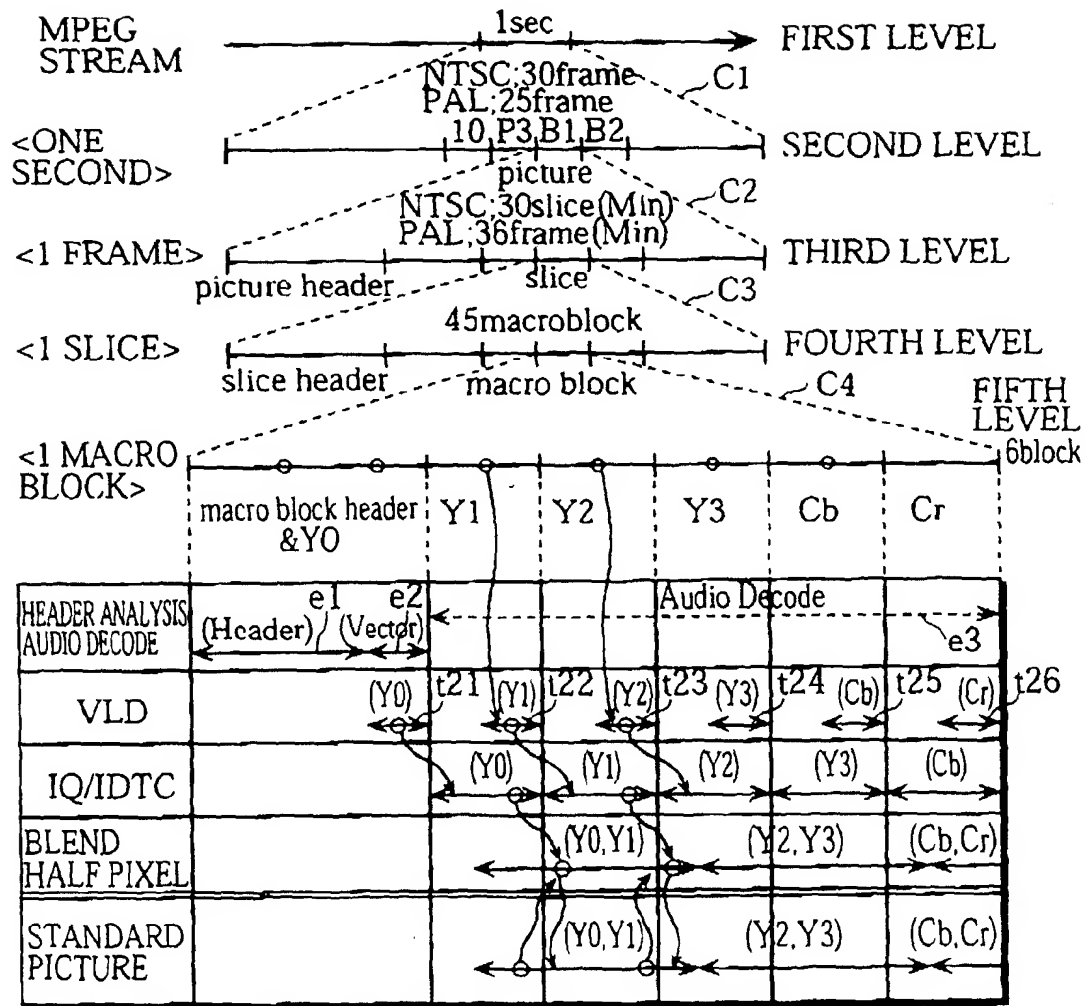 MPEG
STREAM
1sec
FIRST LEVEL
NTSC;30frame
PAL;25frame
C1
<ONE
SECOND>
10 P3 B1 B2
SECOND LEVEL
picture
C2
NTSC;30slice(Min)
PAL;36frame(Min)
<1 FRAME>
THIRD LEVEL
picture header
slice
C3
45macroblock
<1 SLICE>
FOURTH LEVEL
slice header
macro block
C4
FIFTH
LEVEL
6block
<1 MACRO
BLOCK>
macro block header
&Y0
Y1
Y2
Y3
Cb
Cr
HEADER ANALYSIS
AUDIO DECODE
e1
e2
(Header)
(Vector)
Audio Decode
e3
VLD
(Y0) t21 (Y1) t22 (Y2) t23 (Y3) t24 (Cb) t25 (Cr) t26
IQ/IDTC
(Y0) (Y1) (Y2) (Y3) (Cb)
BLEND
HALF PIXEL
(Y0,Y1) (Y2,Y3) (Cb,Cr)
STANDARD
PICTURE
(Y0,Y1) (Y2,Y3) (Cb,Cr)